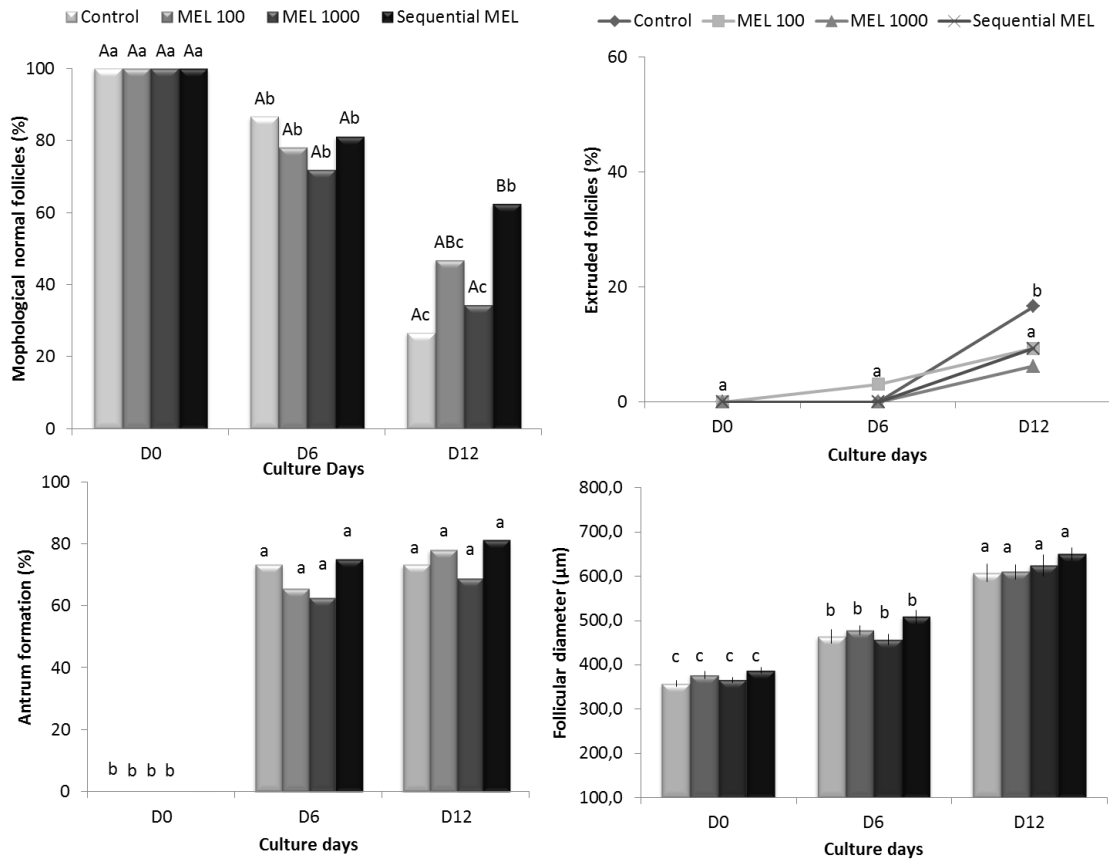 Control MEL 100 MEL 1000 Sequential MEL
Aa Aa Aa Aa
Ab Ab Ab Ab
Ac ABc Ac Bb
100
80
60
40
20
0
Mophological normal follicles (%)
D0 D6 D12
Culture Days
Control MEL 100 MEL 1000 Sequential MEL
60
40
20
0
Extruded follciles (%)
a a a b
D0 D6 D12
Culture days
100
80
60
40
20
0
Antrum formation (%)
b b b b
a a a a
a a a a
D0 D6 D12
Culture days
800,0
700,0
600,0
500,0
400,0
300,0
200,0
100,0
Follicular diameter (µm)
c c c c
b b b b
a a a a
D0 D6 D12
Culture days